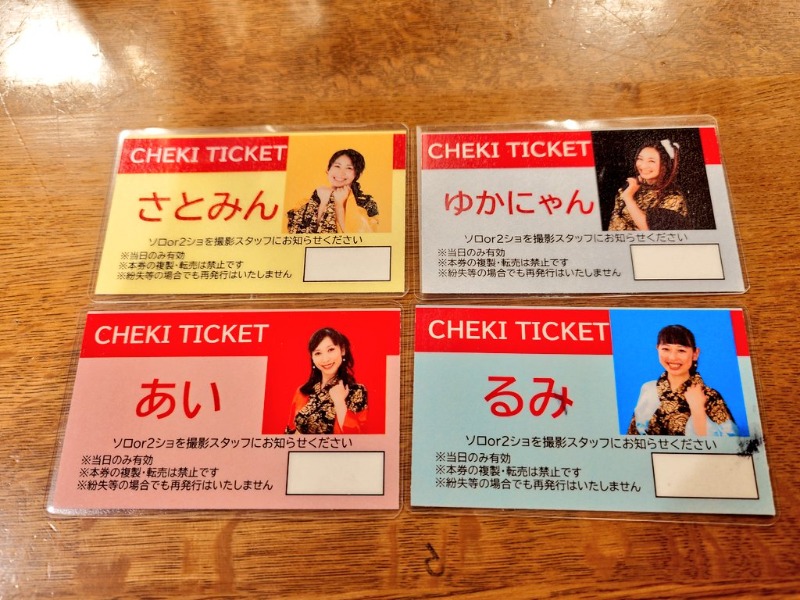 CHEKI TICKET
さとみん
ソロor2ショを撮影スタッフにお知らせください
※当日のみ有効
※本券の複製・転売は禁止です
※紛失等の場合でも再発行はいたしません
CHEKI TICKET
ゆかにゃん
ソロor2ショを撮影スタッフにお知らせください
※当日のみ有効
※本券の複製・転売は禁止です
※紛失等の場合でも再発行はいたしません
CHEKI TICKET
あい
ソロor2ショを撮影スタッフにお知らせください
※当日のみ有効
※本券の複製・転売は禁止です
※紛失等の場合でも再発行はいたしません
CHEKI TICKET
るみ
ソロor2ショを撮影スタッフにお知らせください
※当日のみ有効
※本券の複製・転売は禁止です
※紛失等の場合でも再発行はいたしません